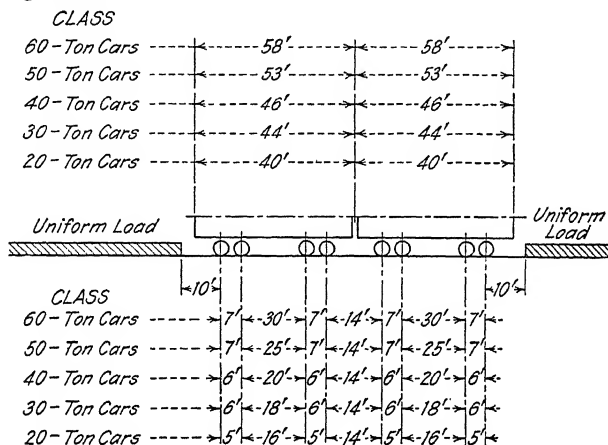 CLASS
60-Ton Cars 58' 58'
50-Ton Cars 53' 53'
40-Ton Cars 46' 46'
30-Ton Cars 44' 44'
20-Ton Cars 40' 40'
Uniform Load Uniform
Load
10' 10'
CLASS
60-Ton Cars 7' 30' 7' 14' 7' 30' 7'
50-Ton Cars 7' 25' 7' 14' 7' 25' 7'
40-Ton Cars 6' 20' 6' 14' 6' 20' 6'
30-Ton Cars 6' 18' 6' 14' 6' 18' 6'
20-Ton Cars 5' 16' 5' 14' 5' 16' 5'